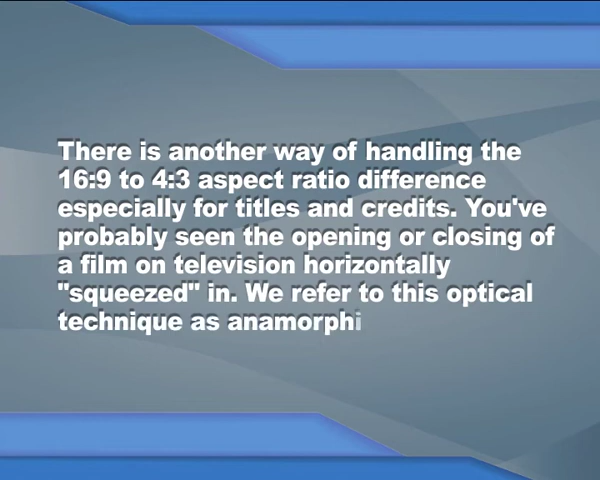 There is another way of handling the
16:9 to 4:3 aspect ratio difference
especially for titles and credits. You've
probably seen the opening or closing of
a film on television horizontally
"squeezed" in. We refer to this optical
technique as anamorphi